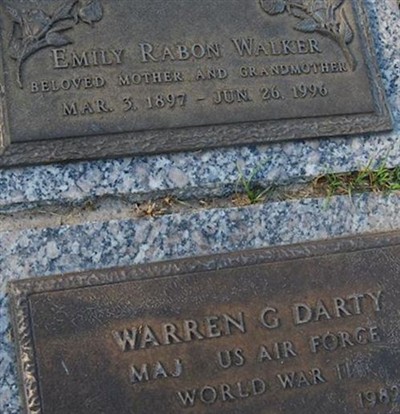 EMILY RABON WALKER
BELOVED MOTHER AND GRANDMOTHER
MAR. 3, 1897 - JUN. 26, 1996
WARREN G DARTY
MAJ US AIR FORCE
WORLD WAR II
1982